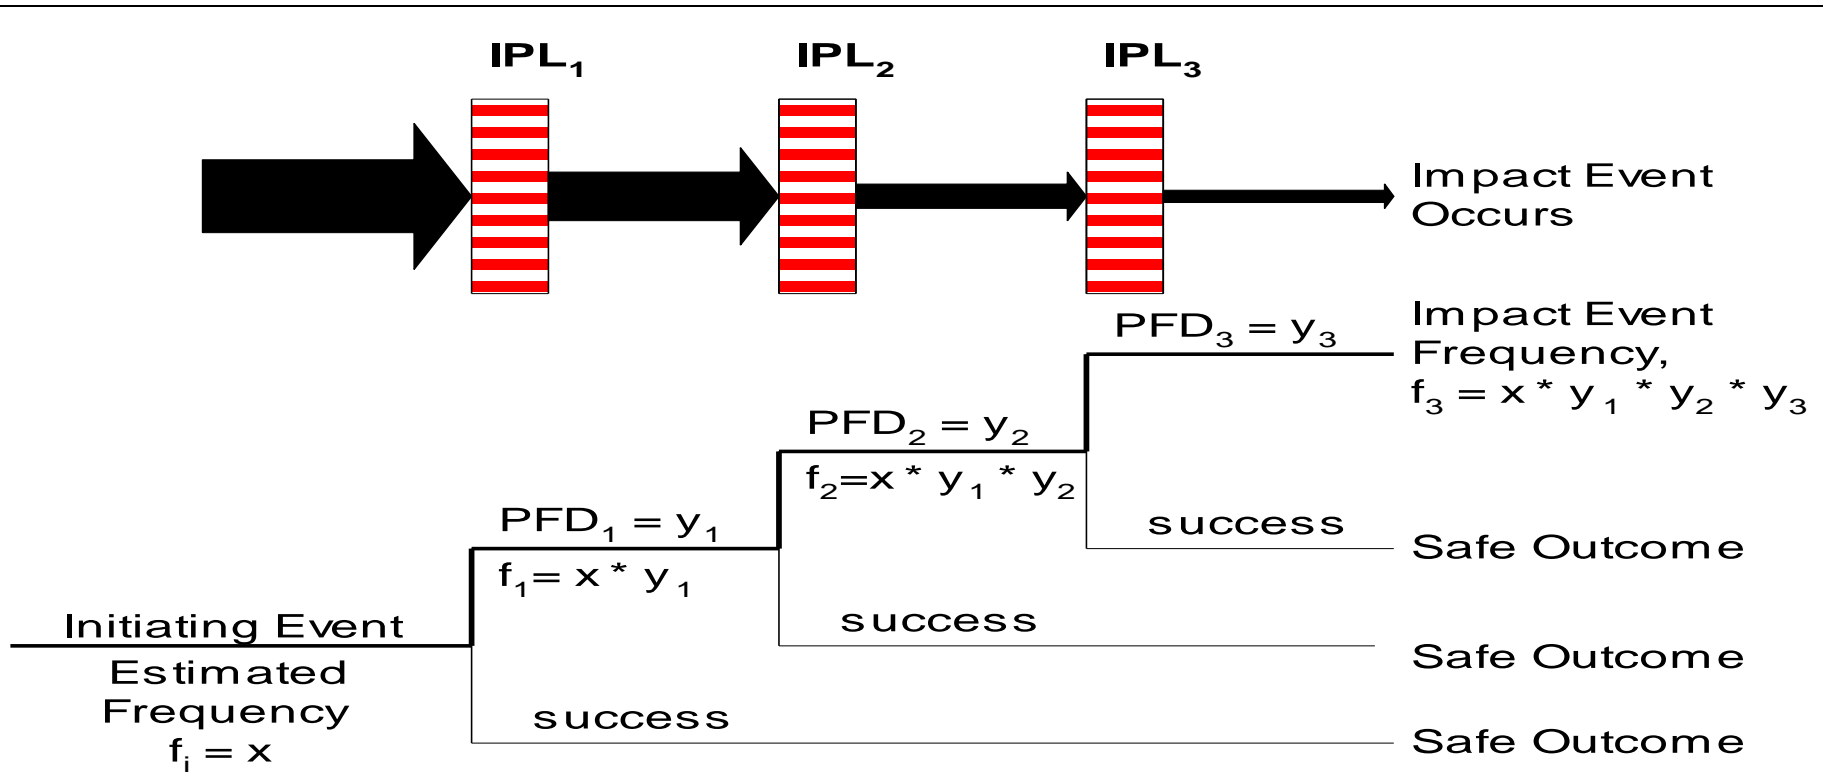 IPL₁ IPL₂ IPL₃
Impact Event
Occurs
Impact Event
Frequency,
f₃ = x * y₁ * y₂ * y₃
PFD₃ = y₃
PFD₂ = y₂
f₂=x * y₁ * y₂
PFD₁ = y₁
f₁= x * y₁
success
Safe Outcome
Initiating Event
success
Safe Outcome
Estimated
Frequency
fᵢ = x
success
Safe Outcome